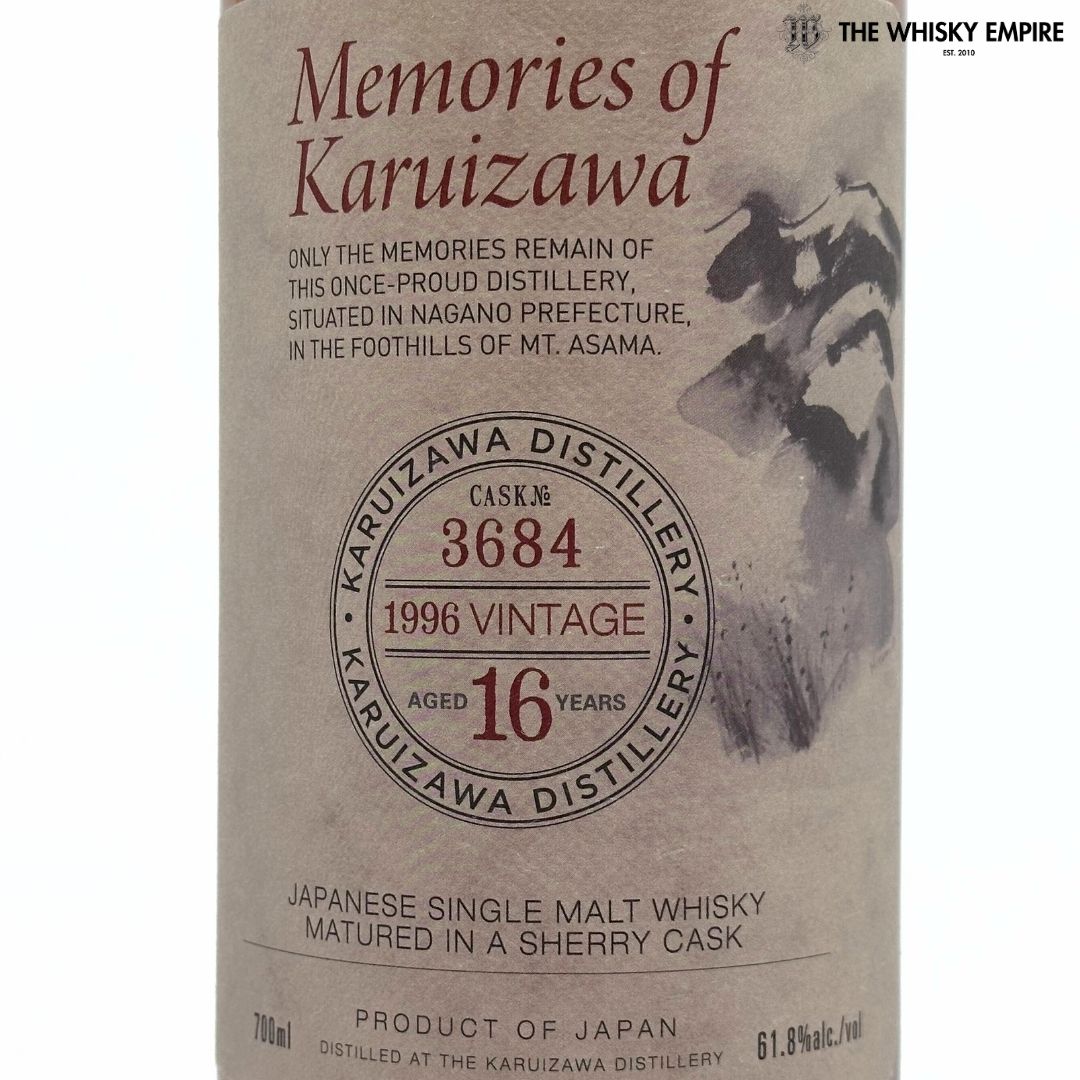 THE WHISKY EMPIRE
EST. 2010
Memories of
Karuizawa
ONLY THE MEMORIES REMAIN OF
THIS ONCE-PROUD DISTILLERY,
SITUATED IN NAGANO PREFECTURE,
IN THE FOOTHILLS OF MT. ASAMA.
KARUIZAWA DISTILLERY
CASK №
3684
1996 VINTAGE
AGED 16 YEARS
KARUIZAWA DISTILLERY
JAPANESE SINGLE MALT WHISKY
MATURED IN A SHERRY CASK
700ml
PRODUCT OF JAPAN
61.8%alc./vol
DISTILLED AT THE KARUIZAWA DISTILLERY